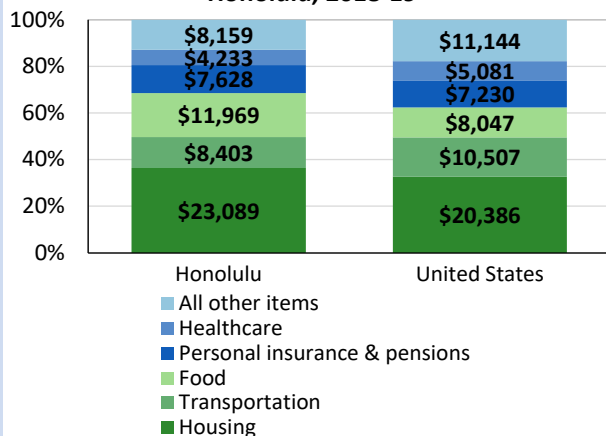 Honolulu,
100%
$8,159
$11,144
80%
$4,233
$5,081
$7,628
$7,230
60%
$11,969
$8,047
40%
$8,403
$10,507
20%
$23,089
$20,386
0%
Honolulu
United States
All other items
Healthcare
Personal insurance & pensions
Food
Transportation
Housing